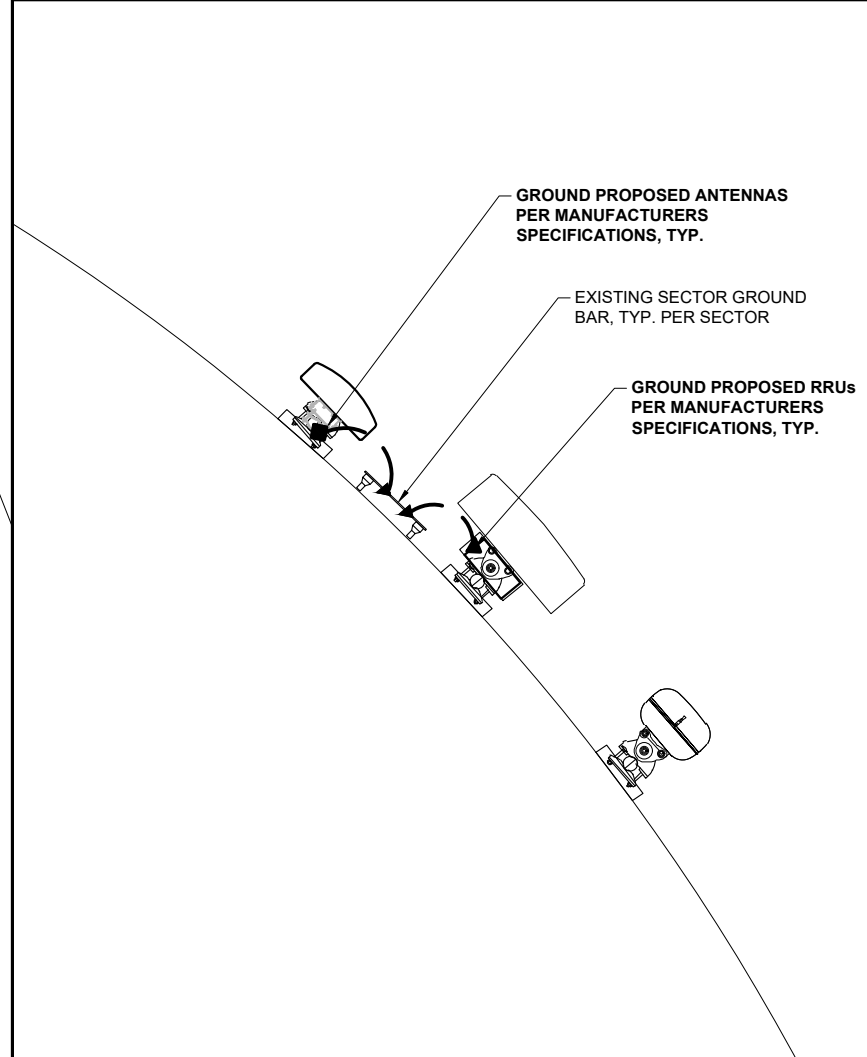 GROUND PROPOSED ANTENNAS
PER MANUFACTURERS
SPECIFICATIONS, TYP.
EXISTING SECTOR GROUND
BAR, TYP. PER SECTOR
GROUND PROPOSED RRUs
PER MANUFACTURERS
SPECIFICATIONS, TYP.